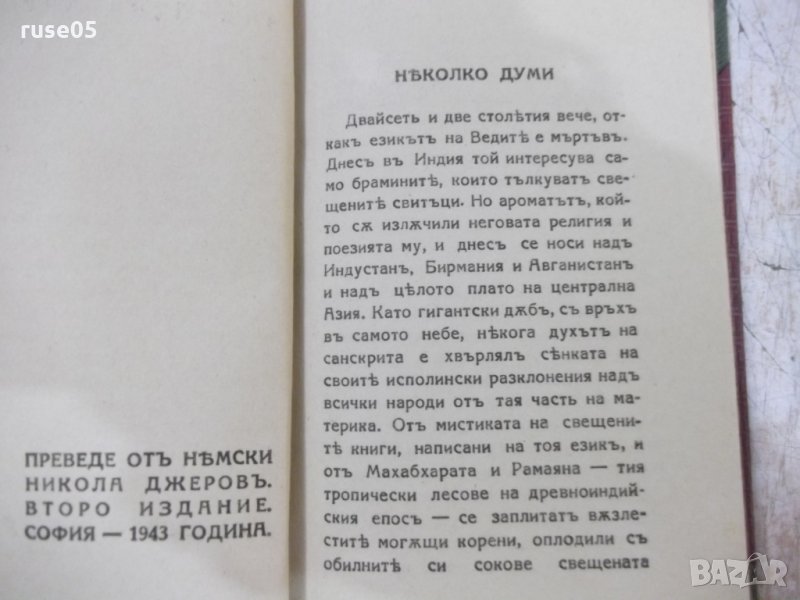 ruse05
ПРЕВЕДЕ ОТЪ НѢМСКИ
НИКОЛА ДЖЕРОВЪ.
ВТОРО ИЗДАНИЕ.
СОФИЯ — 1943 ГОДИНА.
НѢКОЛКО ДУМИ
Двайсеть и две столѣтия вече, от-
какъ езикътъ на Ведитѣ е мъртъвъ.
Днесъ въ Индия той интересува са-
мо браминитѣ, които тълкуватъ све-
щенитѣ свитъци. Но ароматътъ, кой-
то сѫ излѫчили неговата религия и
поезията му, и днесъ се носи надъ
Индустанъ, Бирмания и Авганистанъ
и надъ цѣлото плато на централна
Азия. Като гигантски дѫбъ, съ връхъ
въ самото небе, нѣкога духътъ на
санскрита е хвърлялъ сѣнката на
своитѣ исполински разклонения надъ
всички народи отъ тая часть на ма-
терика. Отъ мистиката на свещени-
тѣ книги, написани на тоя езикъ, и
отъ Махабхарата и Рамаяна — тия
тропически лесове на древноиндий-
ския епосъ — се заплитатъ вѫзле-
ститѣ могѫщи корени, оплодили съ
обилнитѣ си сокове свещената
BAZAR